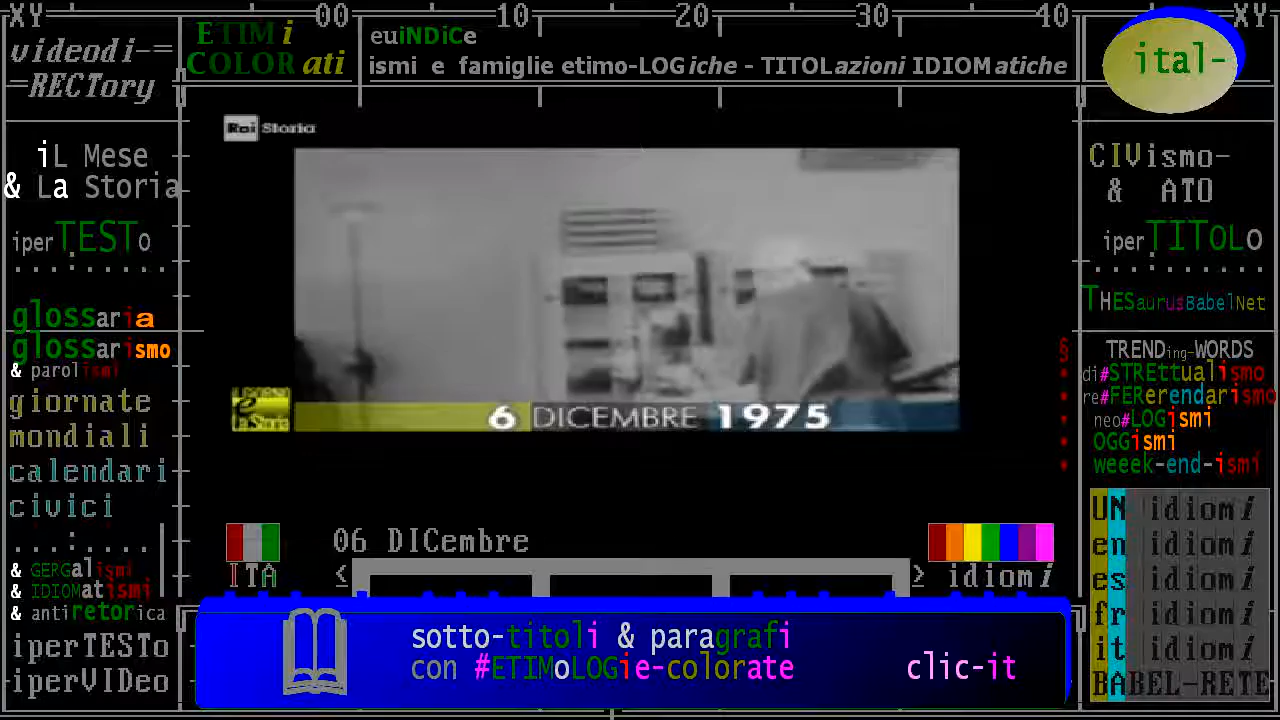 XY 00 10 20 30 40 XY
videodi-=
=RECTory
ETIMi
COLORati
euiNDiCe
ismi e famiglie etimo-LOGiche - TITOLazioni IDIOMatiche
ital-
iL Mese
& La Storia
iperTESTo
glossaria
glossarismo
& parolismi
giornate
mondiali
calendari
civici
...:....
& GERGalismi
& IDIOMatismi
& antiretorica
iperTESTo
iperVIDeo
Rai Storia
6 DICEMBRE 1975
ITA
06 DICembre
< > idiomi
sotto-titoli & paragrafi
con #ETIMoLOGie-colorate clic-it
CIVismo-
& ATO
iperTIToLo
THESaurusBabelNet
§
TRENDing-WORDS
di#STREttualismo
re#FERerendarismo
neo#LOGismi
OGGismi
weeek-end-ismi
UN idiomi
en idiomi
es idiomi
fr idiomi
it idiomi
BABEL-RETE